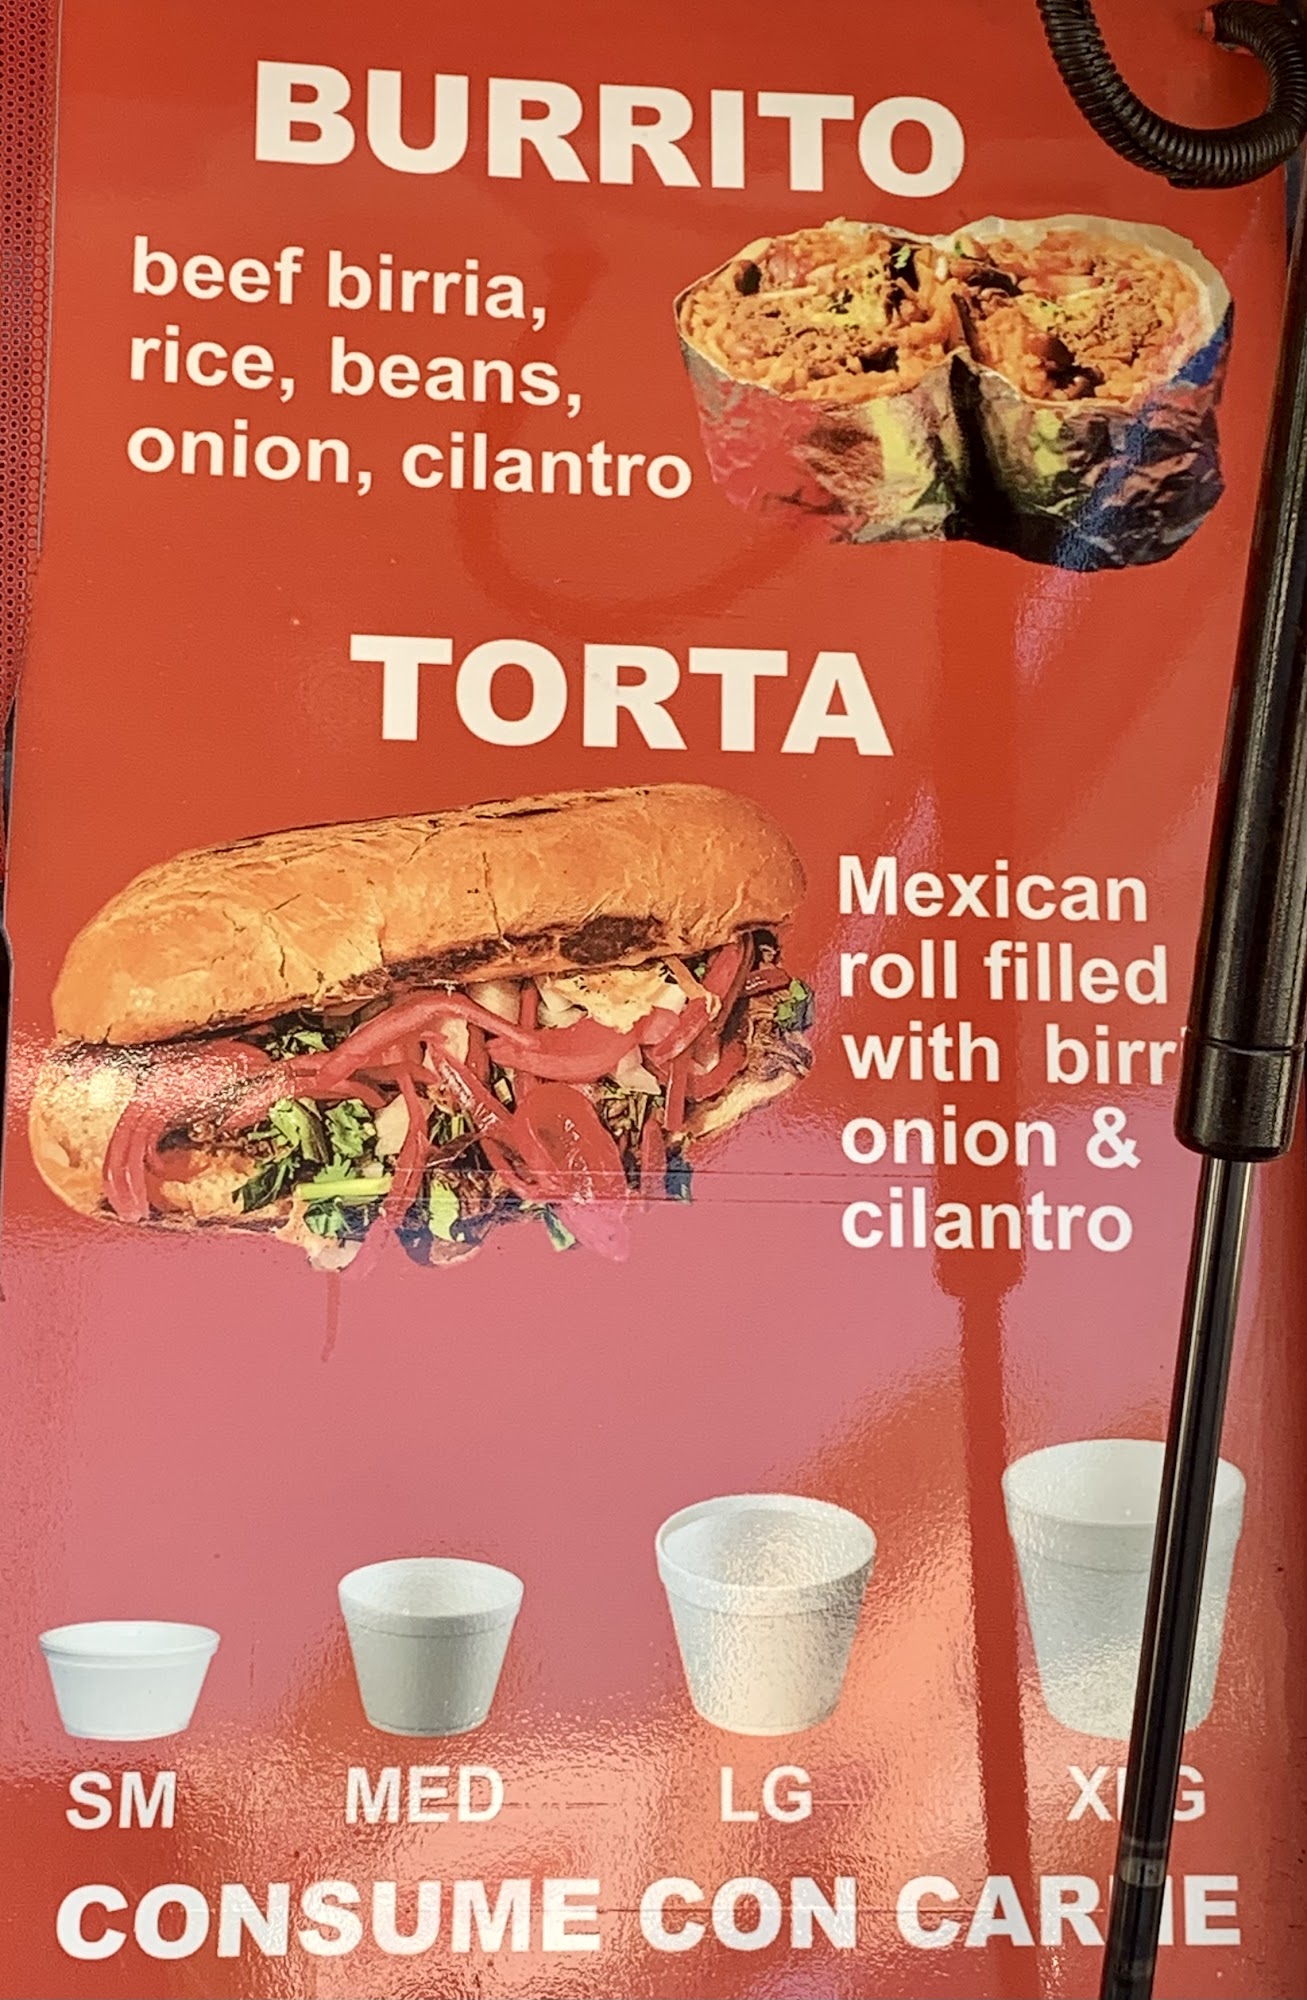 BURRITO
beef birria,
rice, beans,
onion, cilantro
TORTA
Mexican
roll filled
with birr
onion &
cilantro
SM MED LG
CONSUME CON